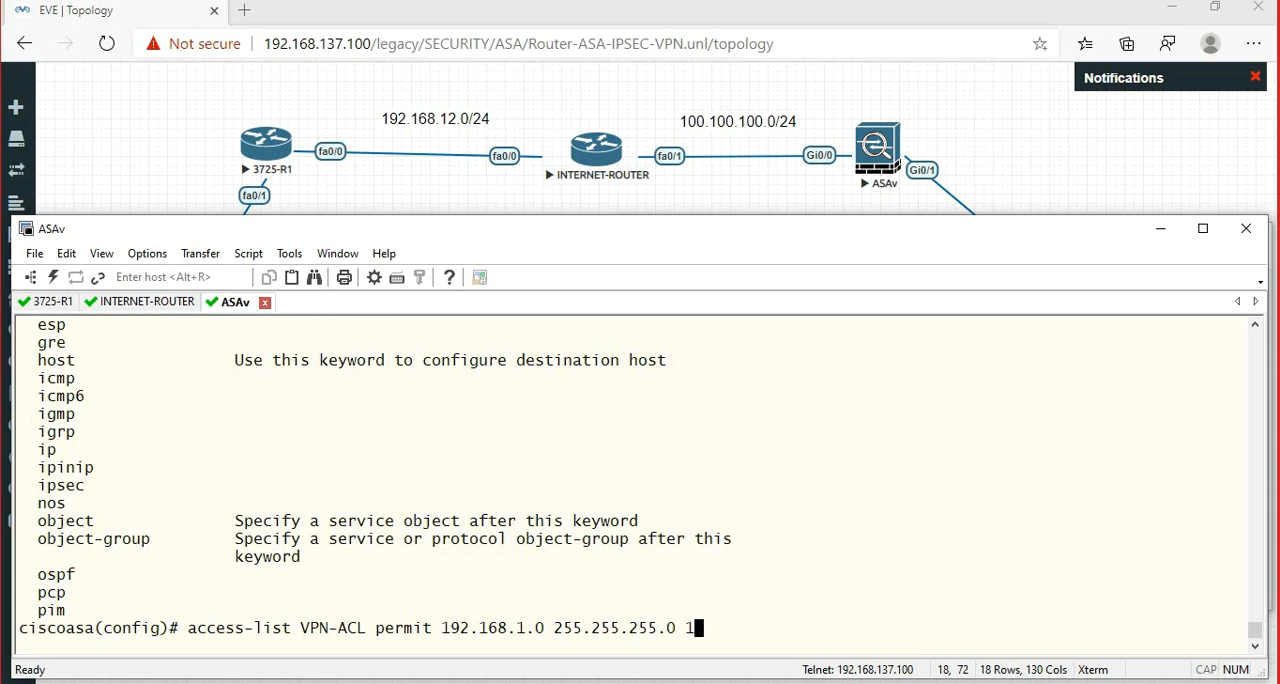 EVE | Topology
Not secure 192.168.137.100/legacy/SECURITY/ASA/Router-ASA-IPSEC-VPN.unl/topology
Notifications
192.168.12.0/24
100.100.100.0/24
fa0/0
fa0/0
fa0/1
Gi0/0
Gi0/1
3725-R1
INTERNET-ROUTER
ASAv
fa0/1
ASAv
File Edit View Options Transfer Script Tools Window Help
Enter host <Alt+R>
3725-R1 INTERNET-ROUTER ASAv
esp
gre
host Use this keyword to configure destination host
icmp
icmp6
igmp
igrp
ip
ipinip
ipsec
nos
object Specify a service object after this keyword
object-group Specify a service or protocol object-group after this
keyword
ospf
pcp
pim
ciscoasa(config)# access-list VPN-ACL permit 192.168.1.0 255.255.255.0 1
Ready Telnet: 192.168.137.100 18, 72 18 Rows, 130 Cols Xterm CAP NUM